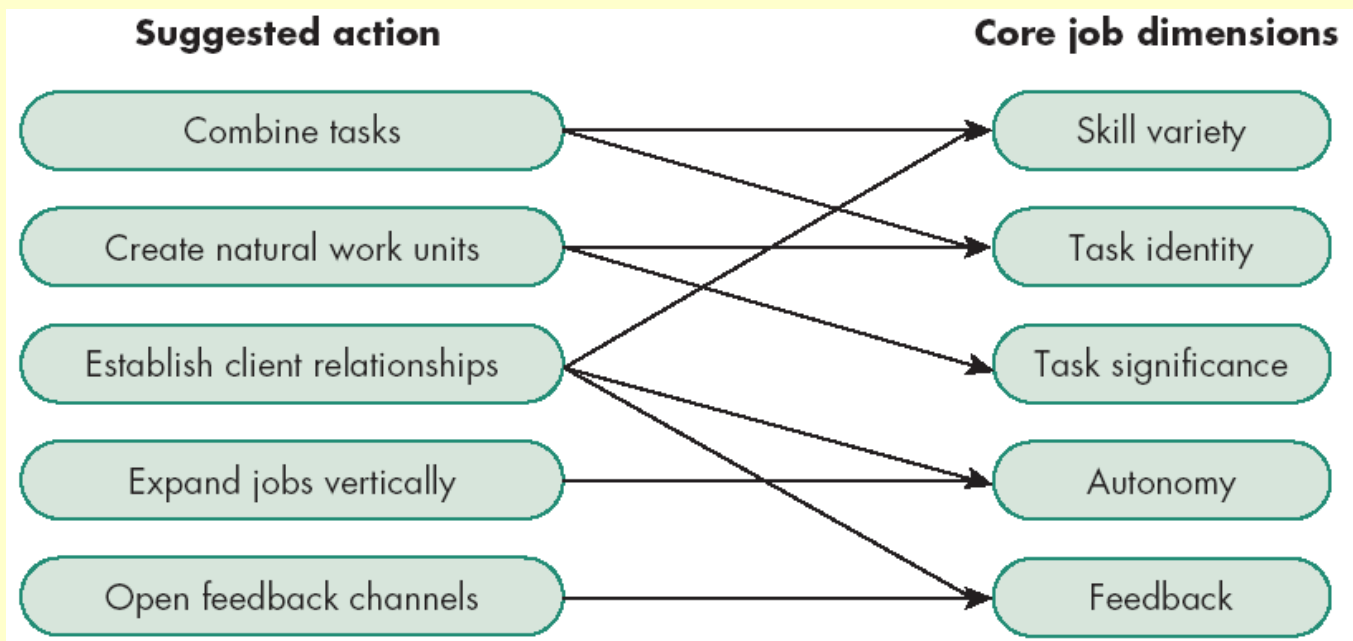 Suggested action
Core job dimensions
Combine tasks
Skill variety
Create natural work units
Task identity
Establish client relationships
Task significance
Expand jobs vertically
Autonomy
Open feedback channels
Feedback